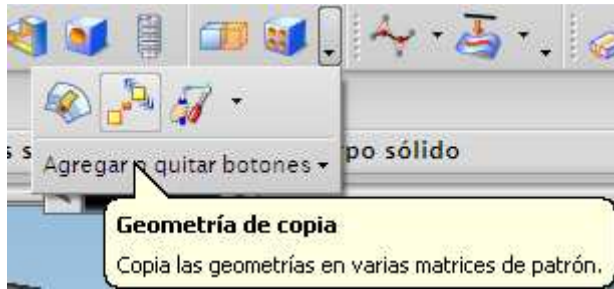 s s
po sólido
Agregar o quitar botones
Geometría de copia
Copia las geometrías en varias matrices de patrón.